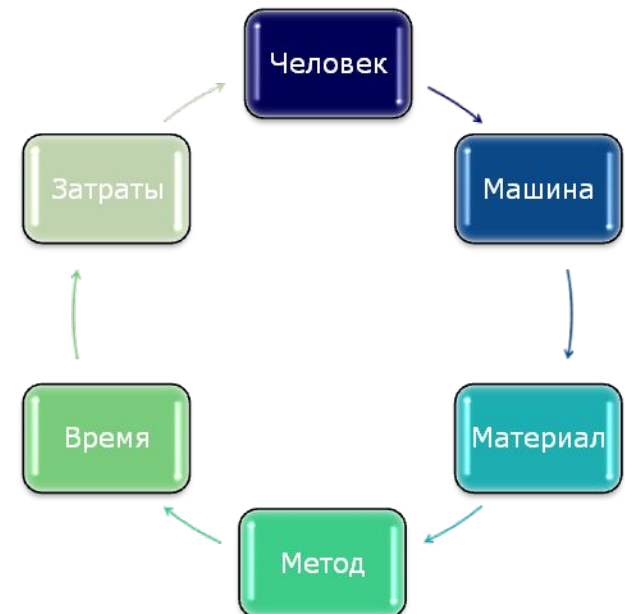 Человек
Машина
Материал
Метод
Время
Затраты